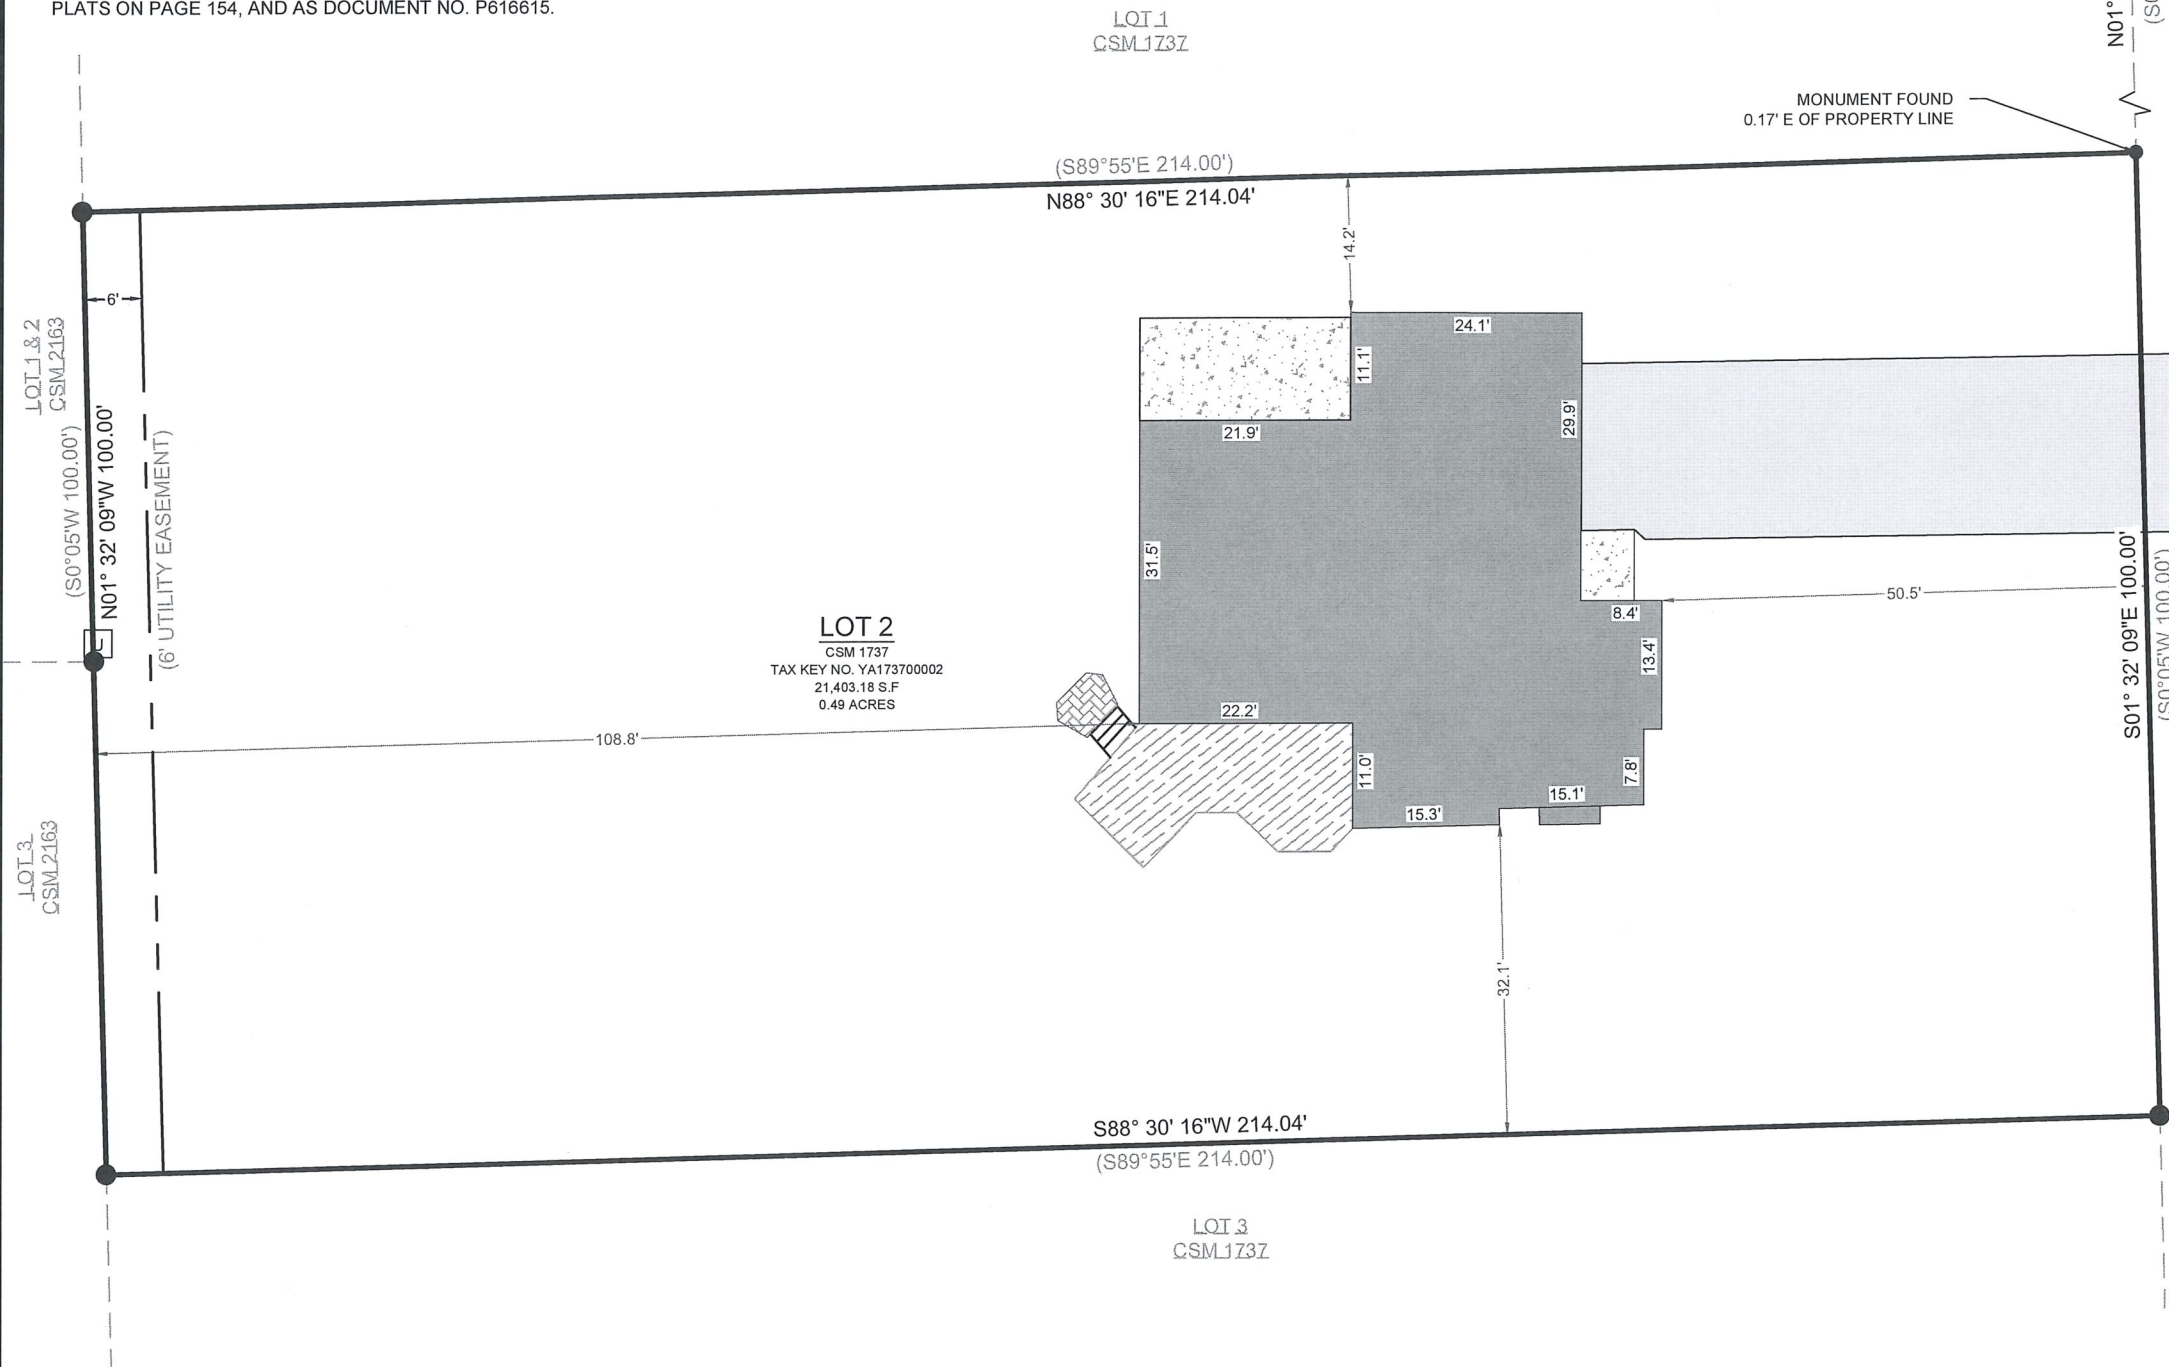 PLATS ON PAGE 154, AND AS DOCUMENT NO. P616615.
LOT 1
CSM 1737
N01°
MONUMENT FOUND
0.17' E OF PROPERTY LINE
(S89°55'E 214.00')
N88° 30' 16"E 214.04'
14.2'
6'
LOT 1 & 2
CSM 2163
(S0°05'W 100.00')
N01° 32' 09"W 100.00'
(6' UTILITY EASEMENT)
24.1'
11.1'
21.9'
29.9'
31.5'
50.5'
8.4'
13.4'
S01° 32' 09"E 100.00'
(S0°05'W 100.00')
LOT 2
CSM 1737
TAX KEY NO. YA173700002
21,403.18 S.F
0.49 ACRES
22.2'
108.8'
11.0'
7.8'
15.1'
15.3'
LOT 3
CSM 2163
32.1'
S88° 30' 16"W 214.04'
(S89°55'E 214.00')
LOT 3
CSM 1737